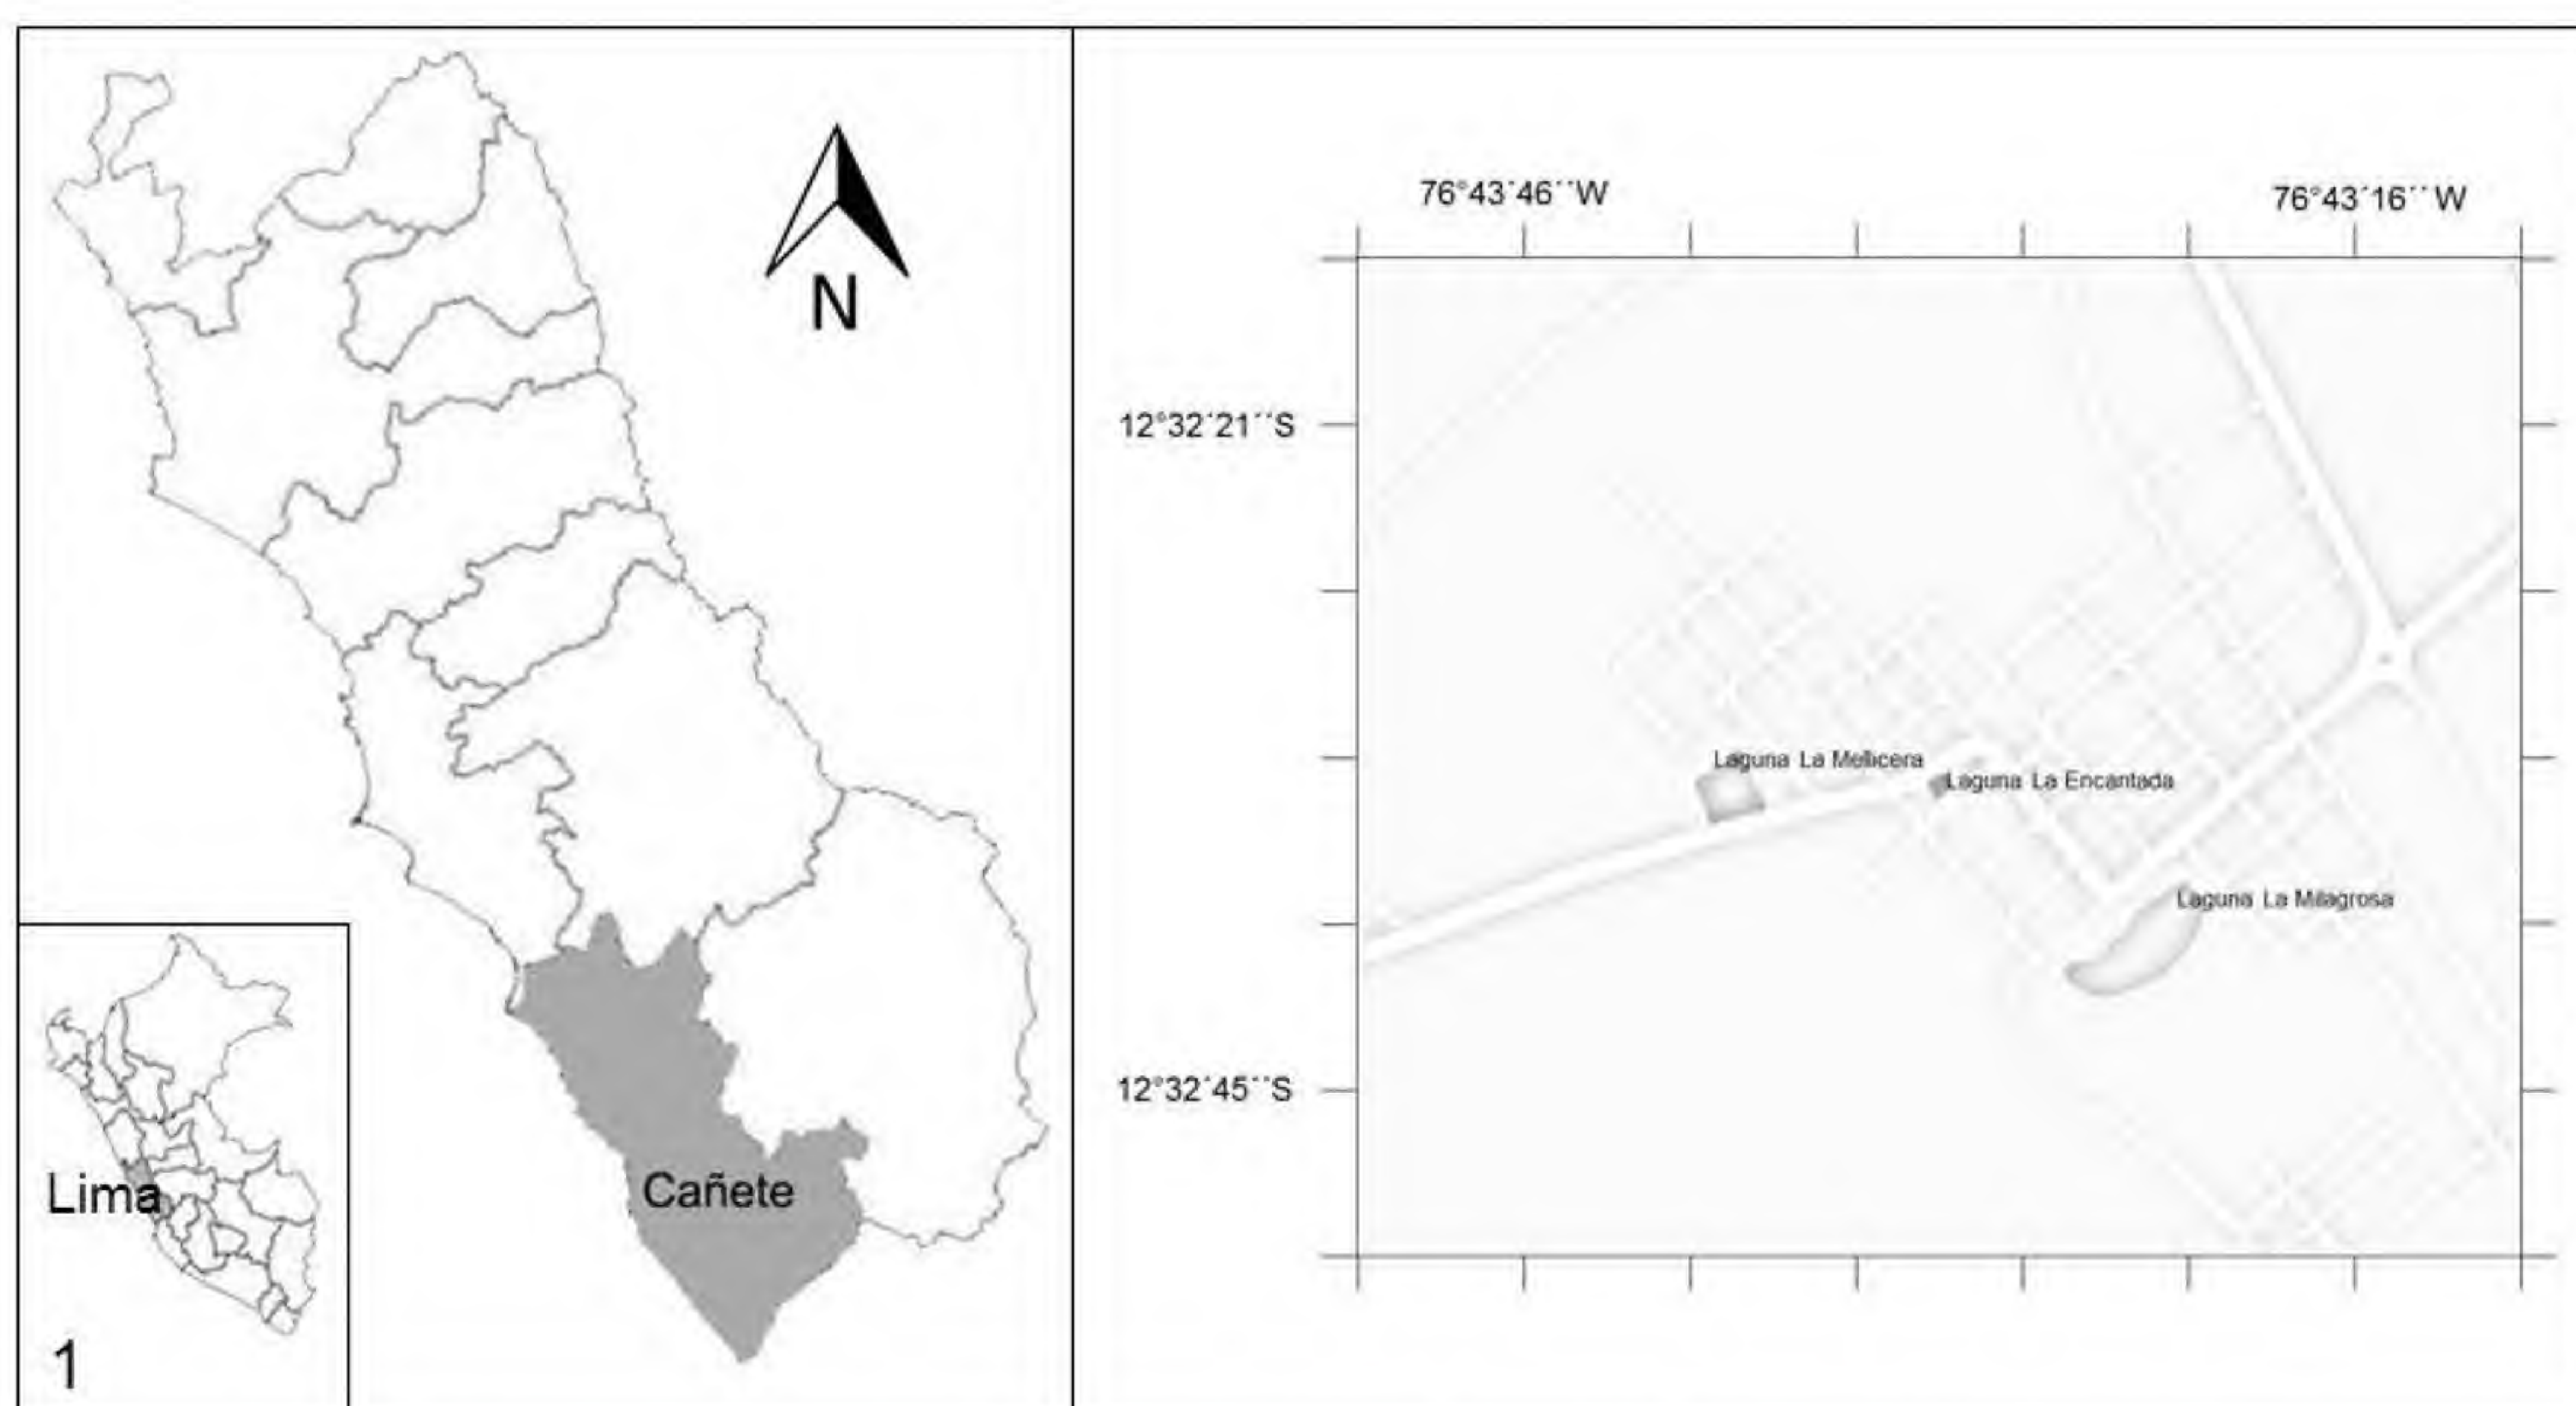 N
Cañete
Lima
1
76°43´46´´W
76°43´16´´W
12°32´21´´S
12°32´45´´S
Laguna La Mellicera
Laguna La Encantada
Laguna La Milagrosa